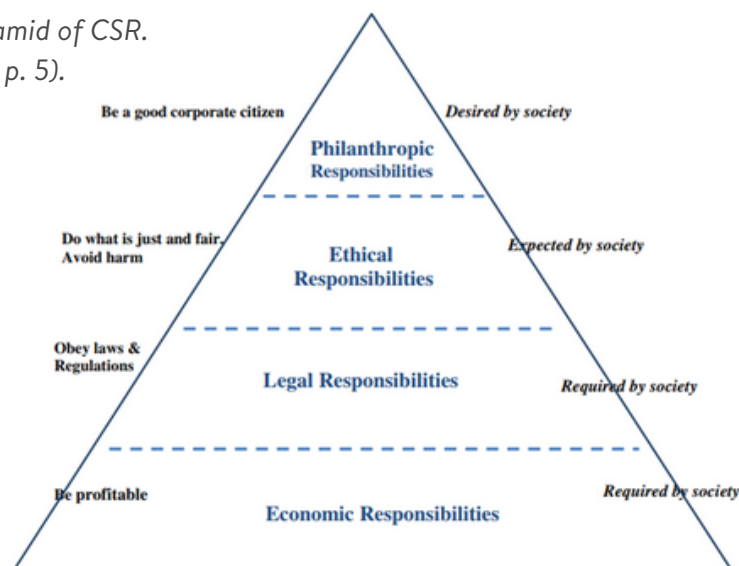 of CSR.
p. 5).
Be a good corporate citizen
Desired by society
Philanthropic
Responsibilities
Do what is just and fair,
Avoid harm
Expected by society
Ethical
Responsibilities
Obey laws &
Regulations
Legal Responsibilities
Required by society
Be profitable
Required by society
Economic Responsibilities